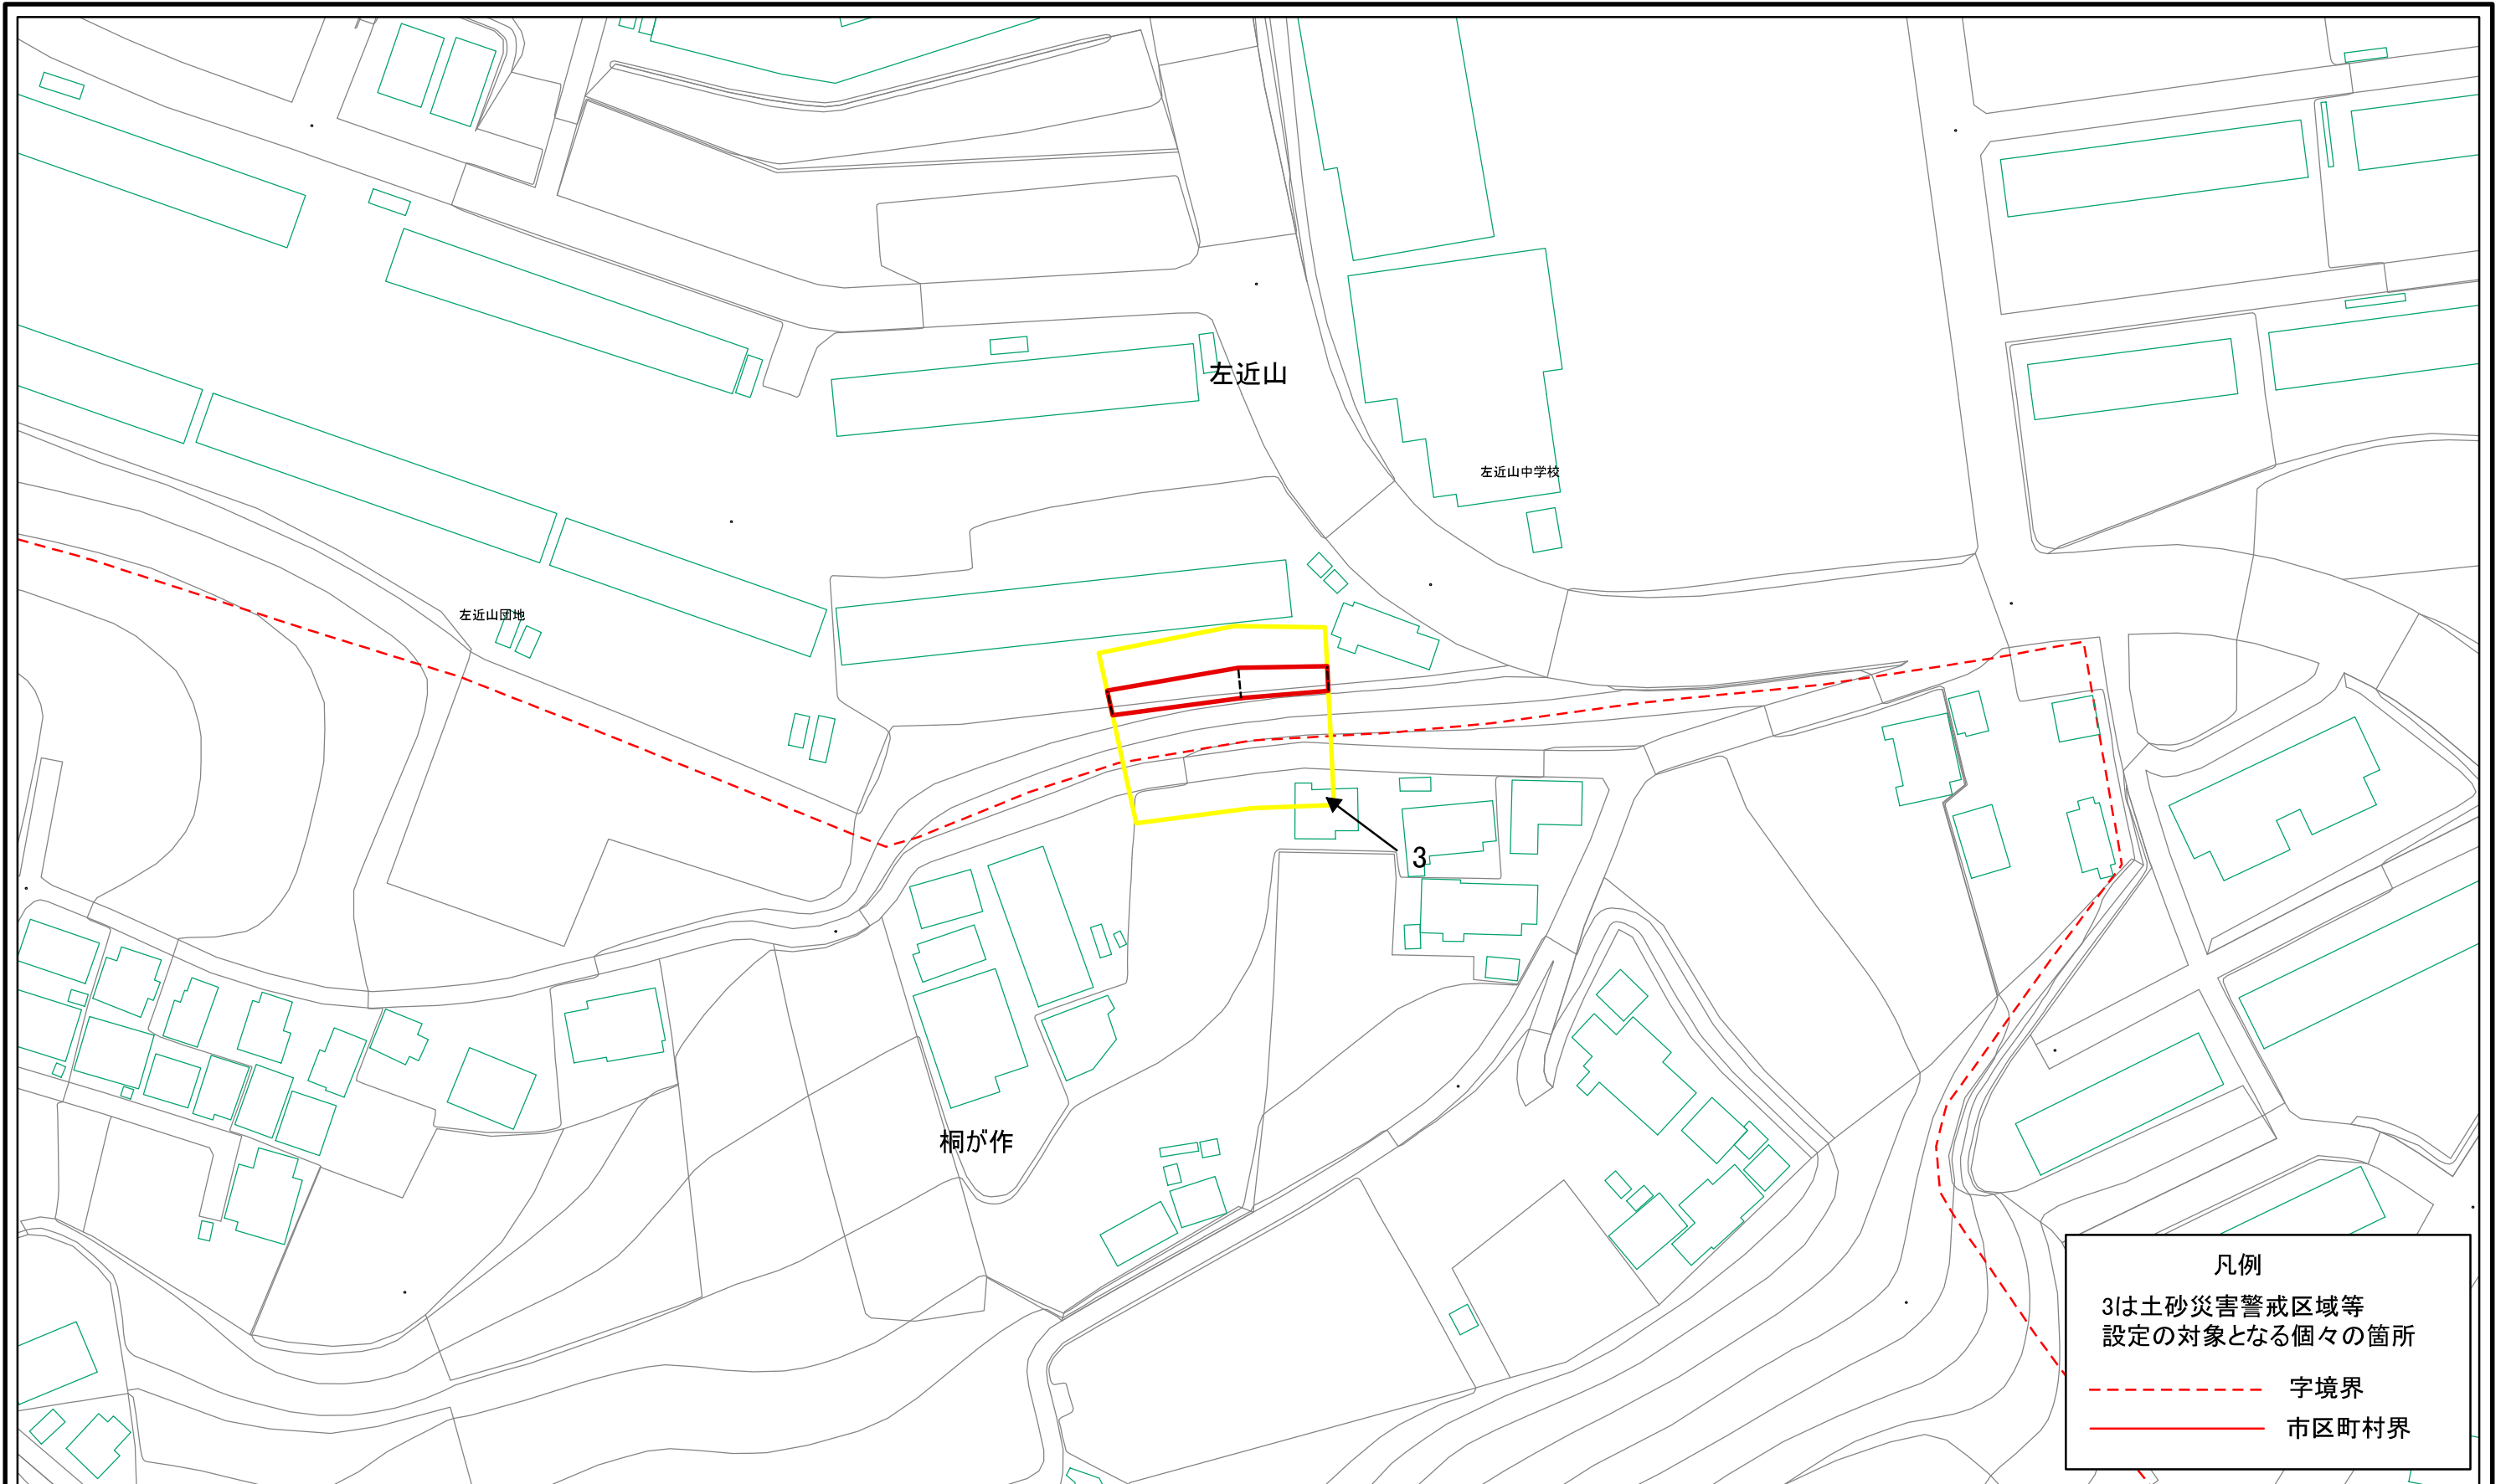 左近山
左近山中学校
左近山団地
3
桐が作
凡例
3は土砂災害警戒区域等
設定の対象となる個々の箇所
字境界
市区町村界